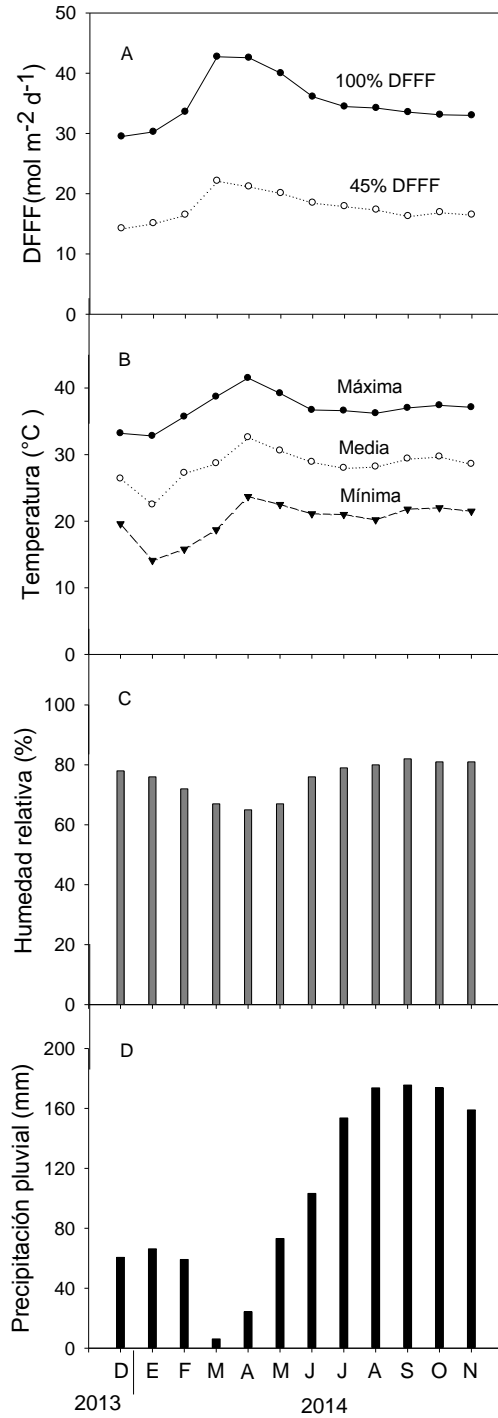 50
A
40
100% DFFF
30
DFFF(mol m-2 d-1)
20
45% DFFF
10
0
B
40
Máxima
30
Media
Temperatura (°C )
20
Mínima
10
0
100
C
80
60
Humedad relativa (%)
40
20
0
200
D
160
120
Precipitación pluvial (mm)
80
40
0
D E F M A M J J A S O N
2013 2014